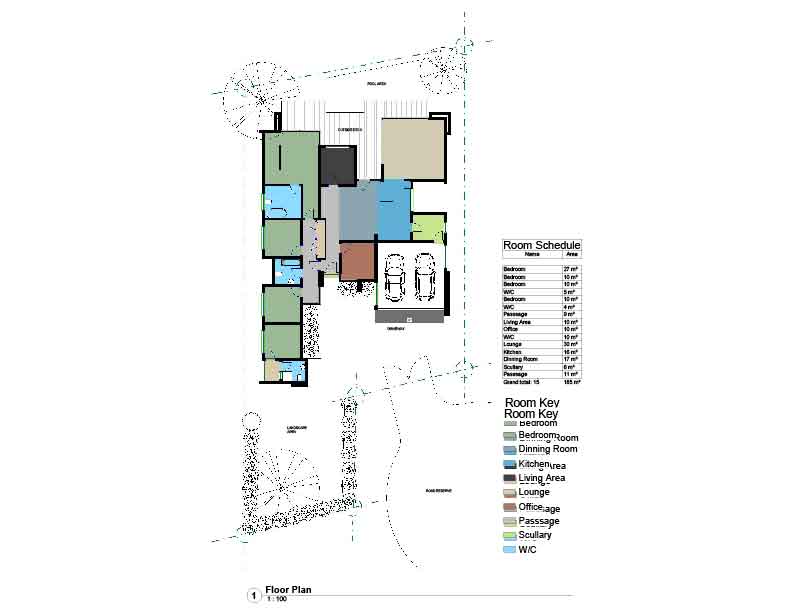 POOL AREA
Room Schedule
Name Area
Bedroom 27 m²
Bedroom 10 m²
Bedroom 10 m²
W/C 5 m²
Bedroom 10 m²
W/C 4 m²
Passsage 9 m²
Living Area 10 m²
Office 10 m²
W/C 10 m²
Lounge 30 m²
Kitchen 16 m²
Dinning Room 17 m²
Scullary 6 m²
Passsage 11 m²
Grand total: 15 185 m²
DRIVEWAY
Room Key
Room Key
Bedroom
Bedroom
Dinning Room
Kitchen
Living Area
Lounge
Office
Passsage
Scullary
W/C
LANDSCAPE
AREA
ROAD RESERVE
1 Floor Plan
1 : 100